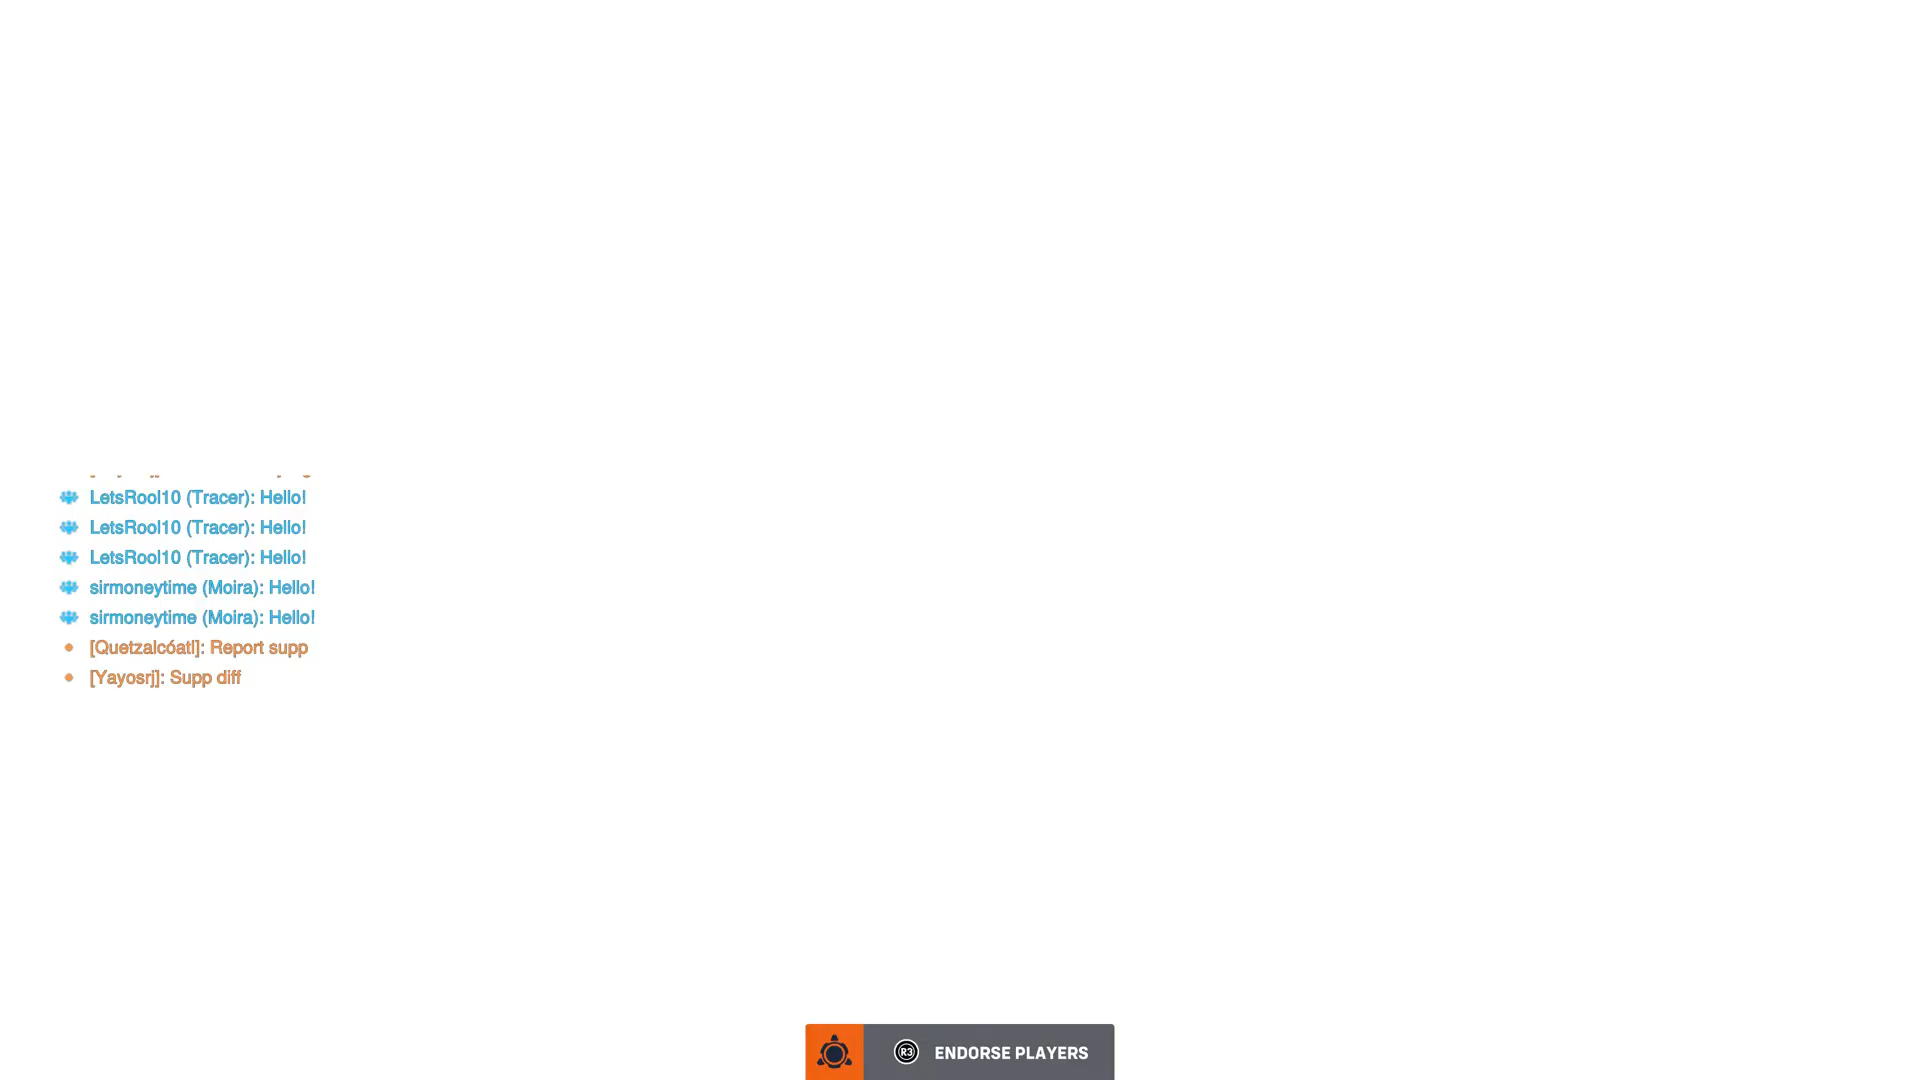 LetsRool10 (Tracer): Hello!
LetsRool10 (Tracer): Hello!
LetsRool10 (Tracer): Hello!
sirmoneytime (Moira): Hello!
sirmoneytime (Moira): Hello!
[Quetzalcóatl]: Report supp
[Yayosrj]: Supp diff
R3 ENDORSE PLAYERS